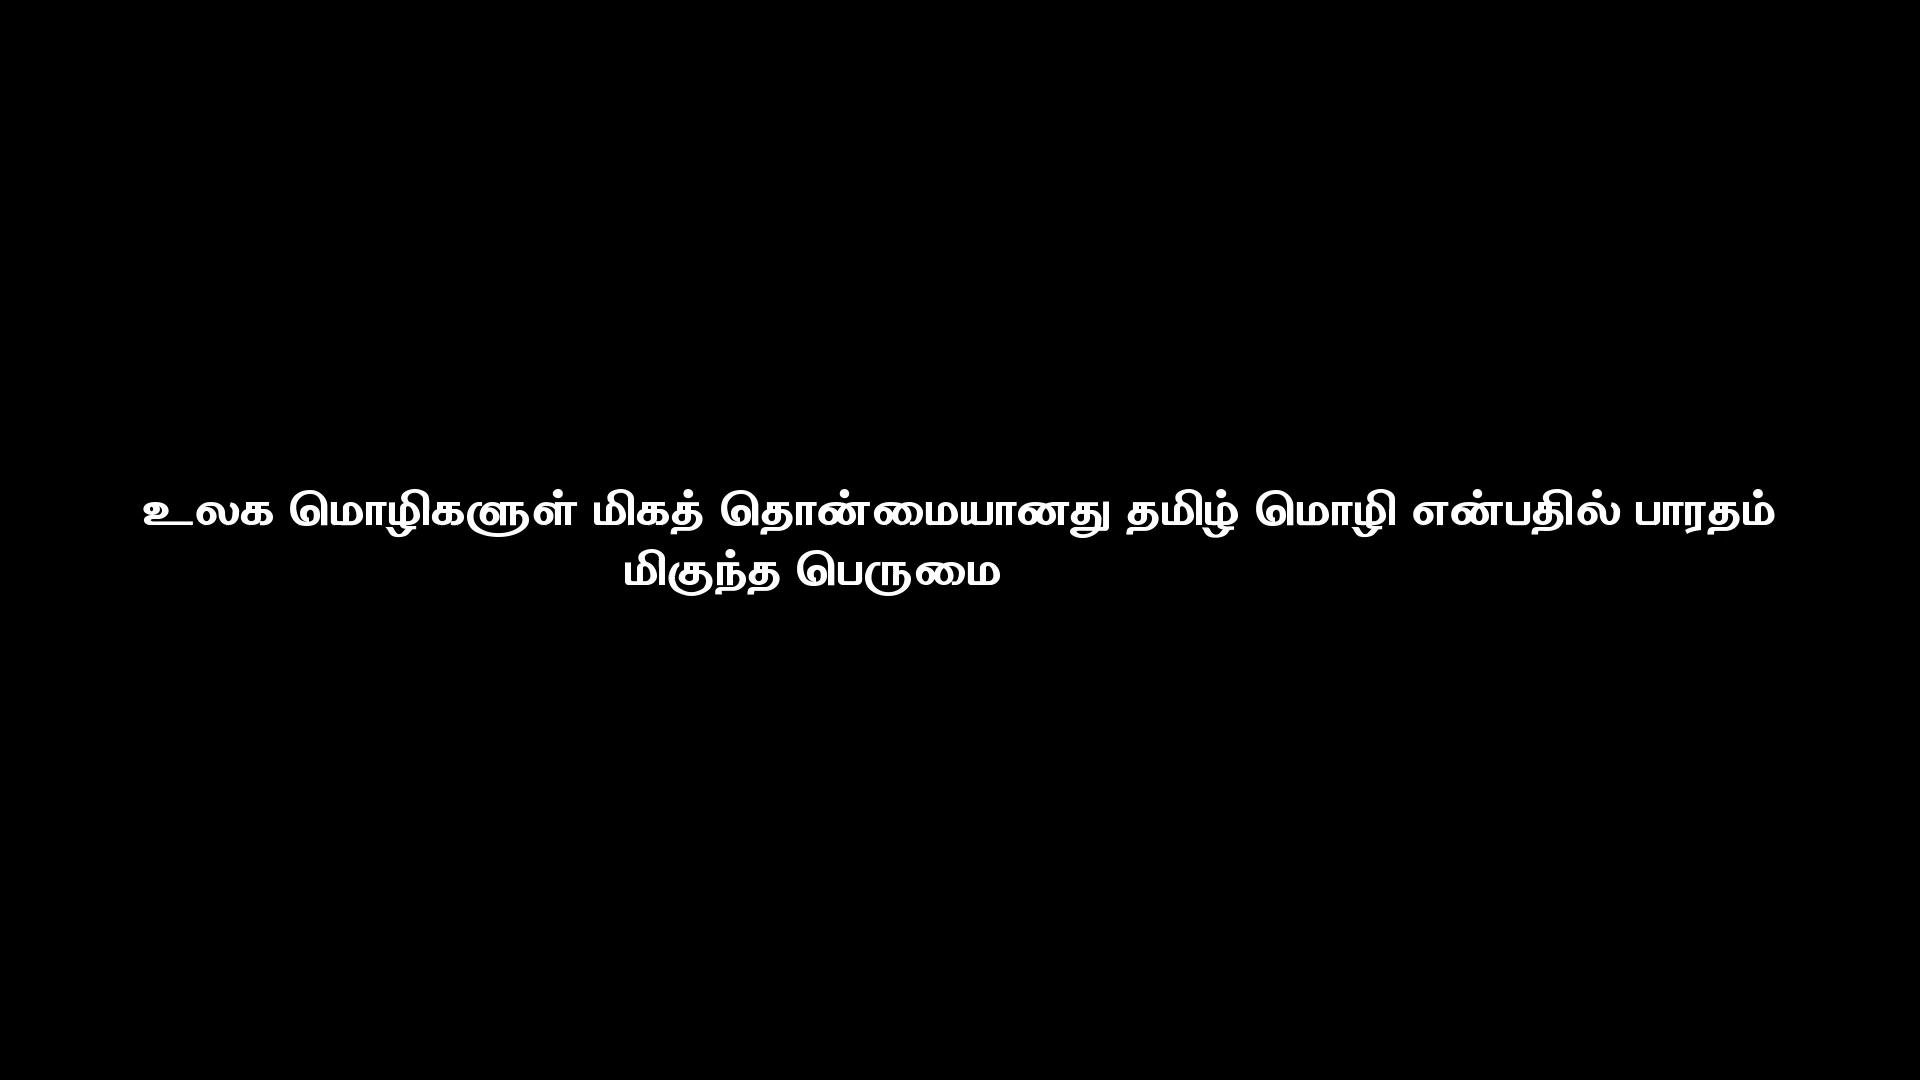 உலக மொழிகளுள் மிகத் தொன்மையானது தமிழ் மொழி என்பதில் பாரதம்
மிகுந்த பெருமை